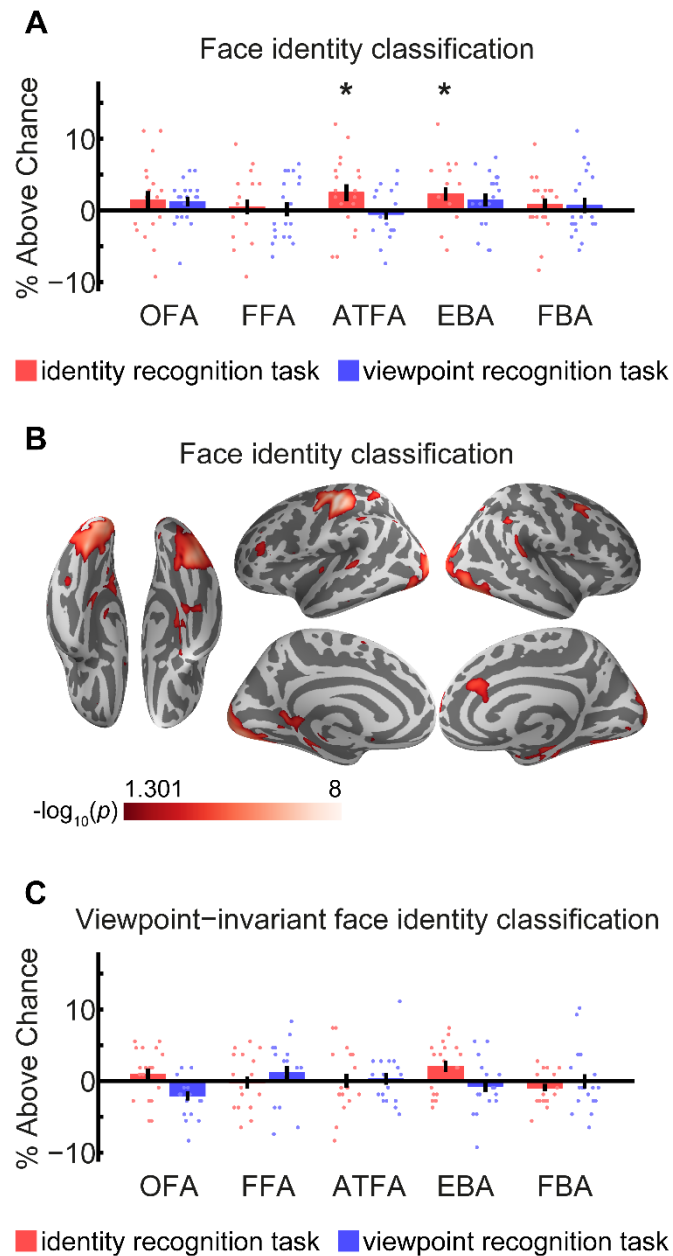 A
Face identity classification
* *
10
0
−10
% Above Chance
OFA FFA ATFA EBA FBA
identity recognition task viewpoint recognition task
B
Face identity classification
1.301 8
-log10(p)
C
Viewpoint−invariant face identity classification
10
0
−10
% Above Chance
OFA FFA ATFA EBA FBA
identity recognition task viewpoint recognition task